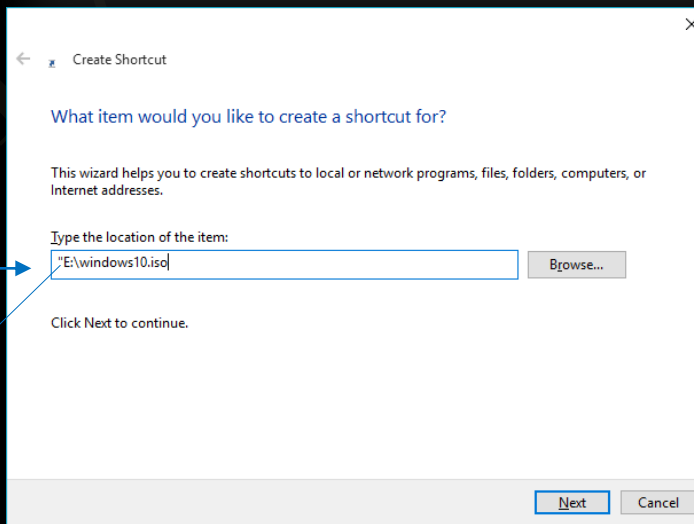 Create Shortcut
What item would you like to create a shortcut for?
This wizard helps you to create shortcuts to local or network programs, files, folders, computers, or
Internet addresses.
Type the location of the item:
"E:\windows10.iso
Browse...
Click Next to continue.
Next
Cancel